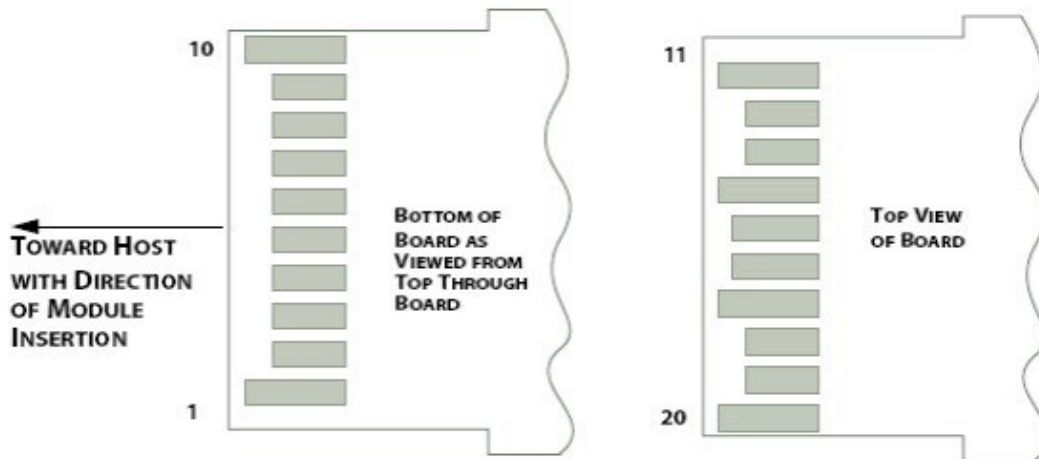 10
1
TOWARD HOST
WITH DIRECTION
OF MODULE
INSERTION
BOTTOM OF
BOARD AS
VIEWED FROM
TOP THROUGH
BOARD
11
20
TOP VIEW
OF BOARD